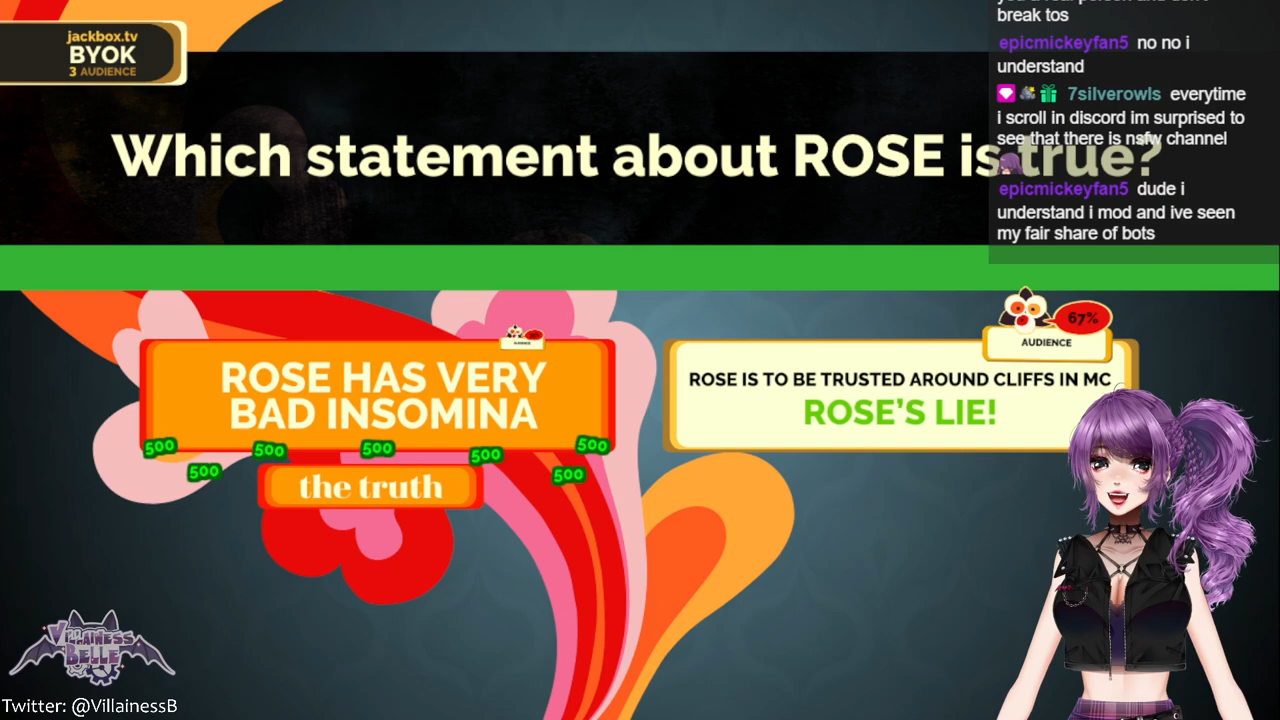 jackbox.tv
BYOK
3 AUDIENCE
Which statement about ROSE is true?
break tos
epicmickeyfan5 no no i
understand
7silverowls everytime
i scroll in discord im surprised to
see that there is nsfw channel
epicmickeyfan5 dude i
understand i mod and ive seen
my fair share of bots
67%
AUDIENCE
ROSE HAS VERY
BAD INSOMINA
500
500
500
500
500
500
500
the truth
ROSE IS TO BE TRUSTED AROUND CLIFFS IN MC
ROSE'S LIE!
VILLAINESS
BELLE
Twitter: @VillainessB